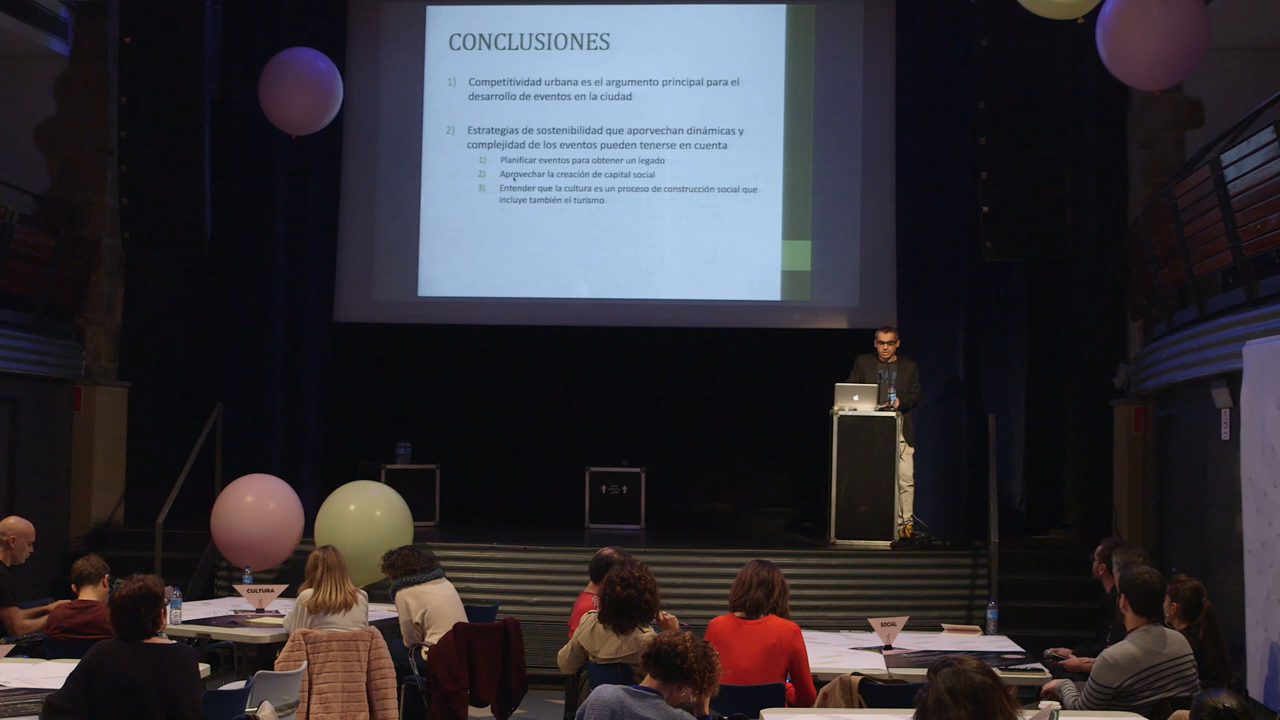 CONCLUSIONES
1) Competitividad urbana es el argumento principal para el
desarrollo de eventos en la ciudad
2) Estrategias de sostenibilidad que aporvechan dinámicas y
complejidad de los eventos pueden tenerse en cuenta
1) Planificar eventos para obtener un legado
2) Aprovechar la creación de capital social
3) Entender que la cultura es un proceso de construcción social que
incluye también el turismo
CULTURA
SOCIAL